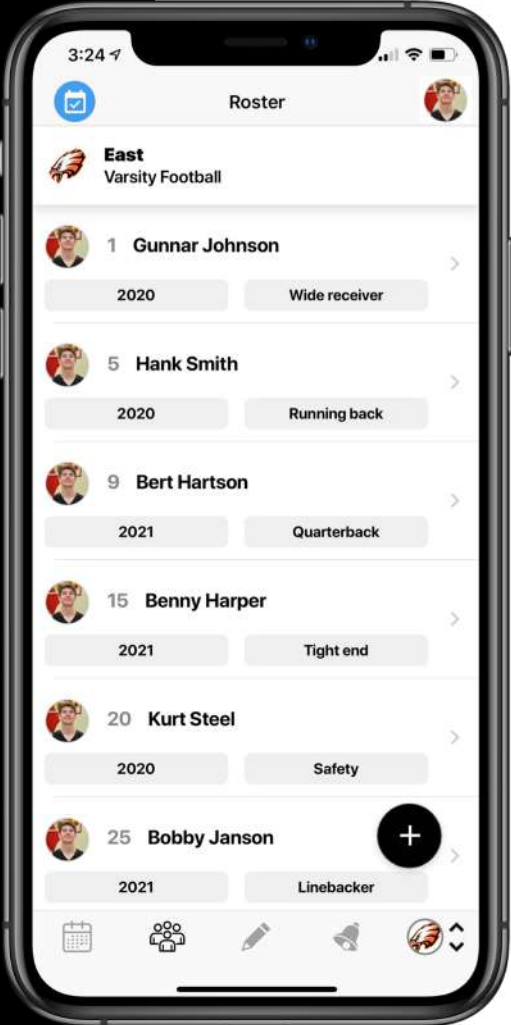 3:24
Roster
East
Varsity Football
1 Gunnar Johnson
2020 Wide receiver
5 Hank Smith
2020 Running back
9 Bert Hartson
2021 Quarterback
15 Benny Harper
2021 Tight end
20 Kurt Steel
2020 Safety
25 Bobby Janson
+
2021 Linebacker